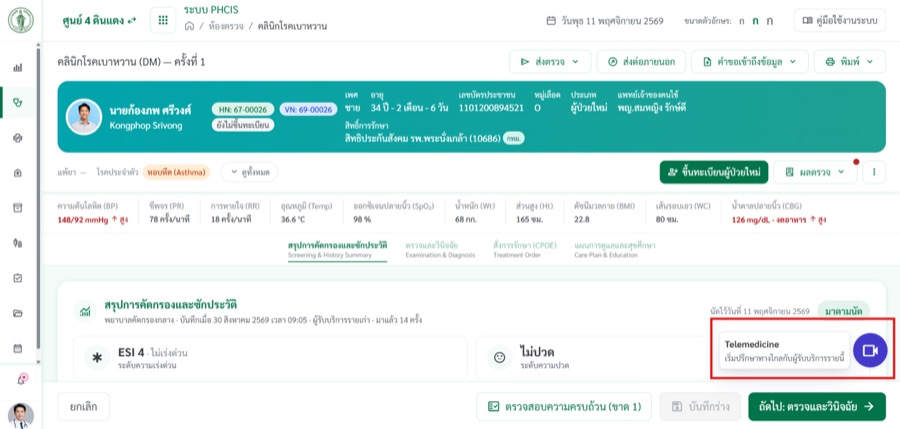 ศูนย์ 4 ดินแดง
ระบบ PHCIS
/ ห้องตรวจ / คลินิกโรคเบาหวาน
วันพุธ 11 พฤศจิกายน 2569
ขนาดตัวอักษร: ก ก ก
คู่มือใช้งานระบบ
คลินิกโรคเบาหวาน (DM) — ครั้งที่ 1
ส่งตรวจ
ส่งต่อภายนอก
คำขอเข้าถึงข้อมูล
พิมพ์
นายก้องภพ ศรีวงศ์
Kongphop Srivong
HN: 67-00026
VN: 69-00026
ยังไม่ขึ้นทะเบียน
เพศ อายุ เลขบัตรประชาชน หมู่เลือด ประเภท แพทย์เจ้าของคนไข้
ชาย 34 ปี - 2 เดือน - 6 วัน 1101200894521 O ผู้ป่วยใหม่ พญ.สมหญิง รักษ์ดี
สิทธิ์การรักษา
สิทธิประกันสังคม รพ.พระนั่งเกล้า (10686) กทม.
แพ้ยา — โรคประจำตัว หอบหืด (Asthma) ดูทั้งหมด
ขึ้นทะเบียนผู้ป่วยใหม่
ผลตรวจ
ความดันโลหิต (BP) ชีพจร (PR) การหายใจ (RR) อุณหภูมิ (Temp) ออกซิเจนปลายนิ้ว (SpO₂) น้ำหนัก (Wt) ส่วนสูง (Ht) ดัชนีมวลกาย (BMI) เส้นรอบเอว (WC) น้ำตาลปลายนิ้ว (CBG)
148/92 mmHg ↑ สูง 78 ครั้ง/นาที 18 ครั้ง/นาที 36.6 °C 98 % 68 กก. 165 ซม. 22.8 80 ซม. 126 mg/dL · งดอาหาร ↑ สูง
สรุปการคัดกรองและซักประวัติ ตรวจและวินิจฉัย สั่งการรักษา (CPOE) แผนการดูแลและสุขศึกษา
Screening & History Summary Examination & Diagnosis Treatment Order Care Plan & Education
สรุปการคัดกรองและซักประวัติ
พยาบาลคัดกรองกลาง · บันทึกเมื่อ 30 สิงหาคม 2569 เวลา 09:05 · ผู้รับบริการรายเก่า · มาแล้ว 14 ครั้ง
นัดไว้วันที่ 11 พฤศจิกายน 2569
มาตามนัด
ESI 4 · ไม่เร่งด่วน
ระดับความเร่งด่วน
ไม่ปวด
ระดับความปวด
Telemedicine
เริ่มปรึกษาทางไกลกับผู้รับบริการรายนี้
ยกเลิก
ตรวจสอบความครบถ้วน (ขาด 1)
บันทึกร่าง
ถัดไป: ตรวจและวินิจฉัย →